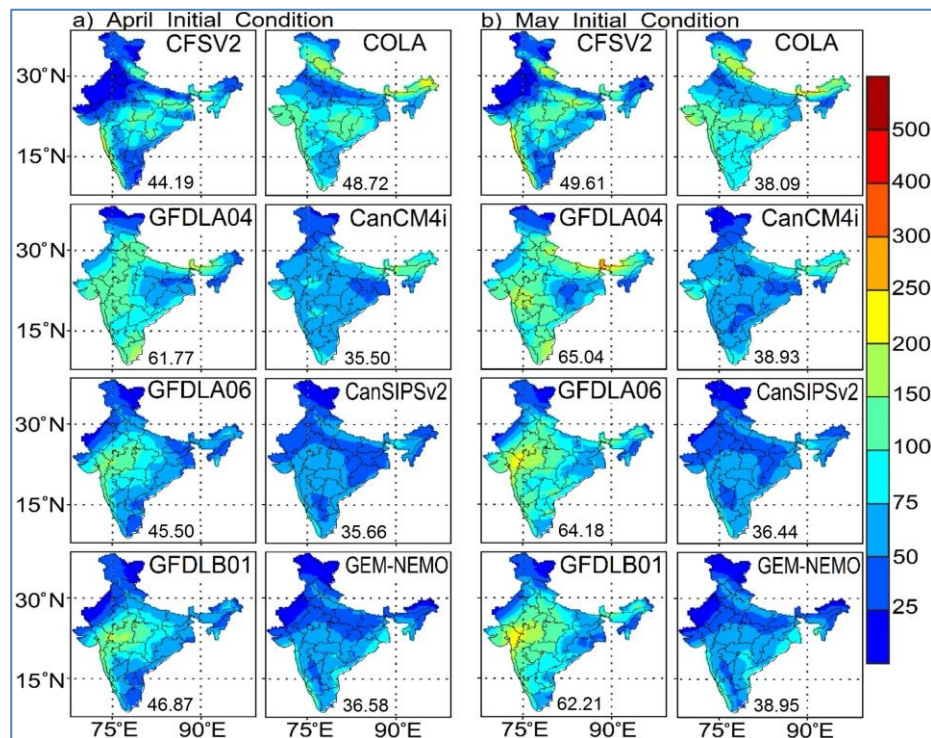 a) April Initial Condition
b) May Initial Condition
CFSV2
COLA
CFSV2
COLA
30°N
15°N
44.19
48.72
49.61
38.09
500
400
300
250
200
150
100
75
50
25
GFDLA04
CanCM4i
GFDLA04
CanCM4i
30°N
15°N
61.77
35.50
65.04
38.93
GFDLA06
CanSIPSv2
GFDLA06
CanSIPSv2
30°N
15°N
45.50
35.66
64.18
36.44
GFDLB01
GEM-NEMO
GFDLB01
GEM-NEMO
30°N
15°N
46.87
36.58
62.21
38.95
75°E
90°E
75°E
90°E
75°E
90°E
75°E
90°E